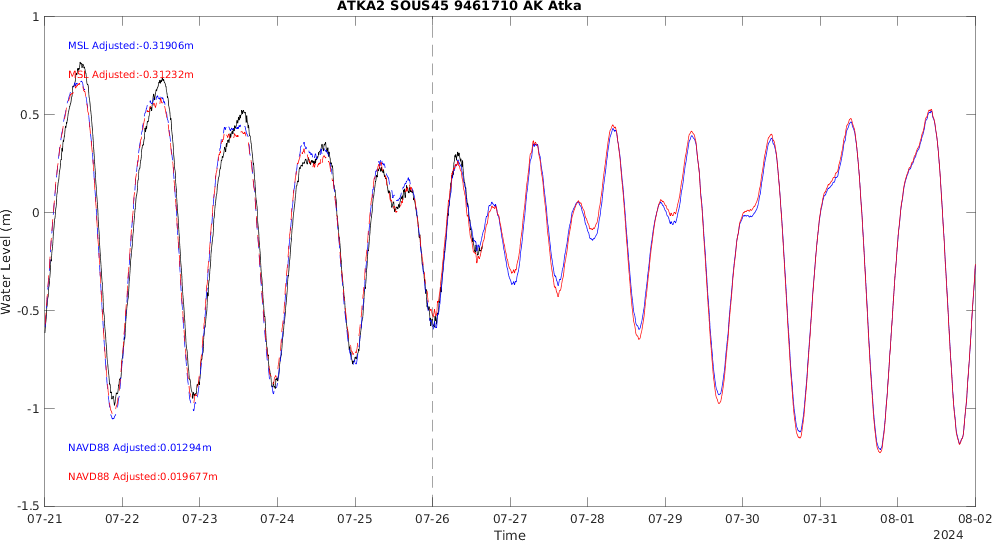 ATKA2 SOUS45 9461710 AK Atka
1
MSL Adjusted:-0.31906m
MSL Adjusted:-0.31232m
0.5
0
Water Level (m)
-0.5
-1
NAVD88 Adjusted:0.01294m
NAVD88 Adjusted:0.019677m
-1.5
07-21 07-22 07-23 07-24 07-25 07-26 07-27 07-28 07-29 07-30 07-31 08-01 08-02
Time
2024